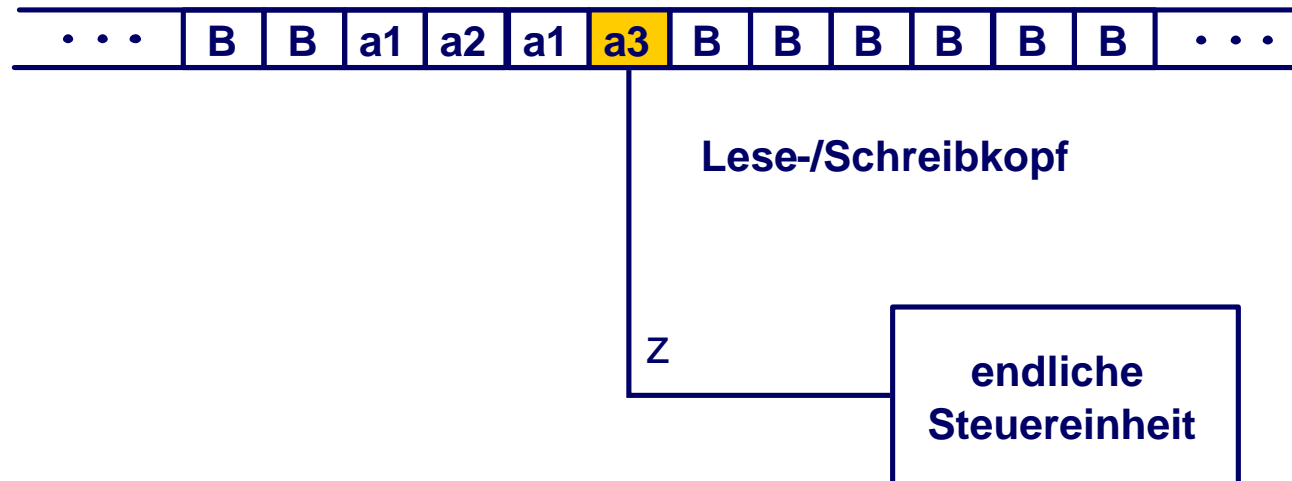 • • • B B a1 a2 a1 a3 B B B B B B • • •
Lese-/Schreibkopf
z
endliche
Steuereinheit